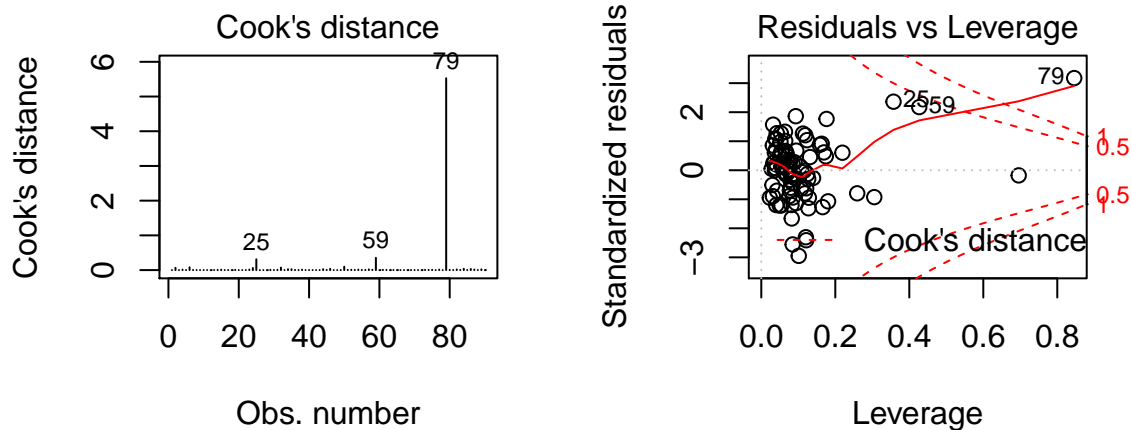 Cook's distance
Cook's distance
0 2 4 6
79
25
59
0 20 40 60 80
Obs. number
Residuals vs Leverage
Standardized residuals
−3 0 2
79
25
59
1
0.5
0.5
1
Cook's distance
0.0 0.2 0.4 0.6 0.8
Leverage